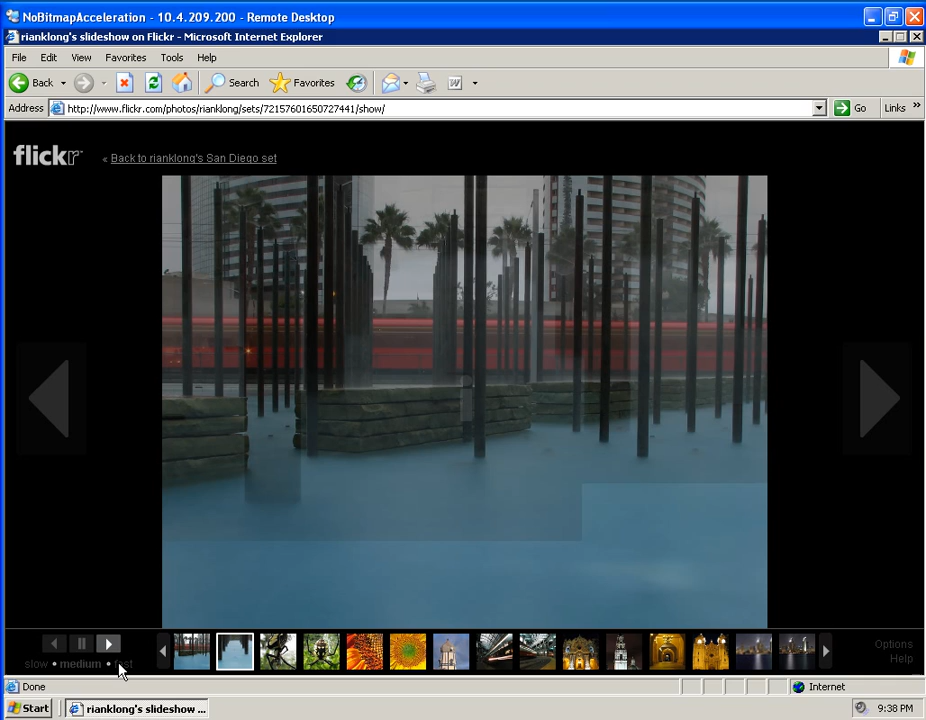 NoBitmapAcceleration - 10.4.209.200 - Remote Desktop
rianklong's slideshow on Flickr - Microsoft Internet Explorer
File Edit View Favorites Tools Help
Back Search Favorites
Address http://www.flickr.com/photos/rianklong/sets/72157601650727441/show/ Go Links »
flickr « Back to rianklong's San Diego set
slow • medium • fast
Options
Help
Done Internet
Start rianklong's slideshow ... 9:38 PM